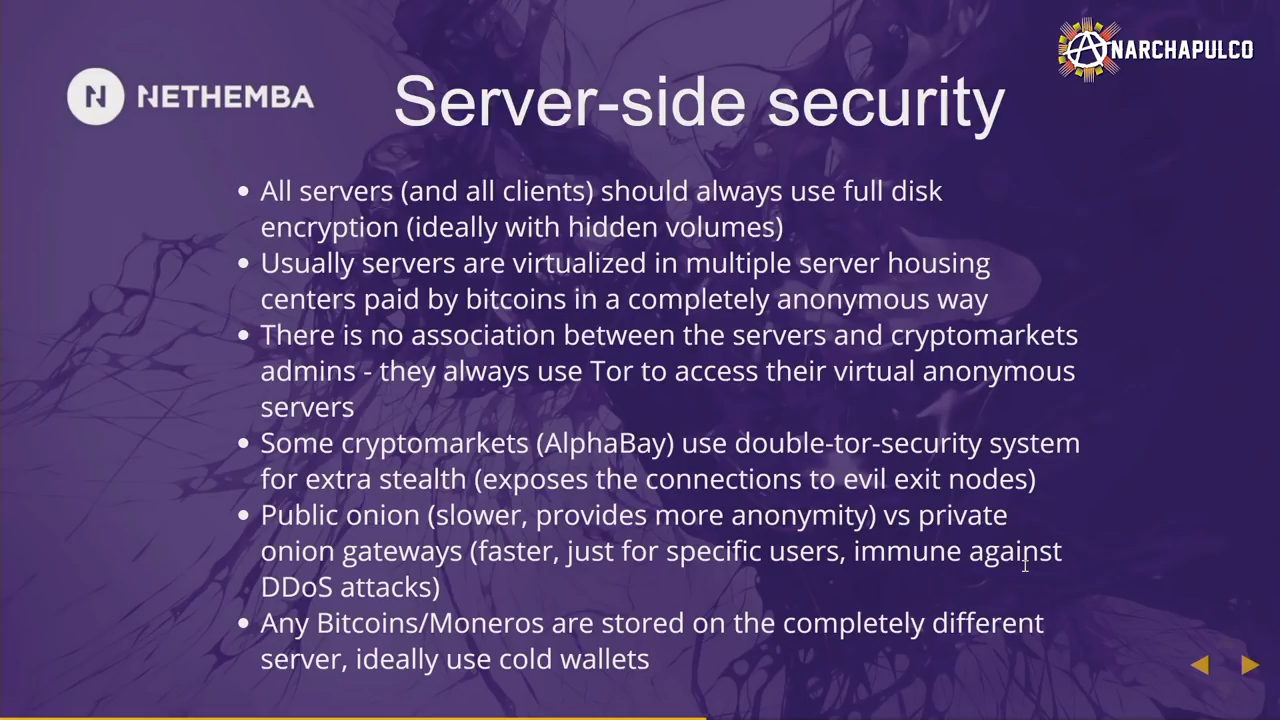 NARCHAPULCO
N NETHEMBA
Server-side security
All servers (and all clients) should always use full disk
encryption (ideally with hidden volumes)
Usually servers are virtualized in multiple server housing
centers paid by bitcoins in a completely anonymous way
There is no association between the servers and cryptomarkets
admins - they always use Tor to access their virtual anonymous
servers
Some cryptomarkets (AlphaBay) use double-tor-security system
for extra stealth (exposes the connections to evil exit nodes)
Public onion (slower, provides more anonymity) vs private
onion gateways (faster, just for specific users, immune against
DDoS attacks)
Any Bitcoins/Moneros are stored on the completely different
server, ideally use cold wallets